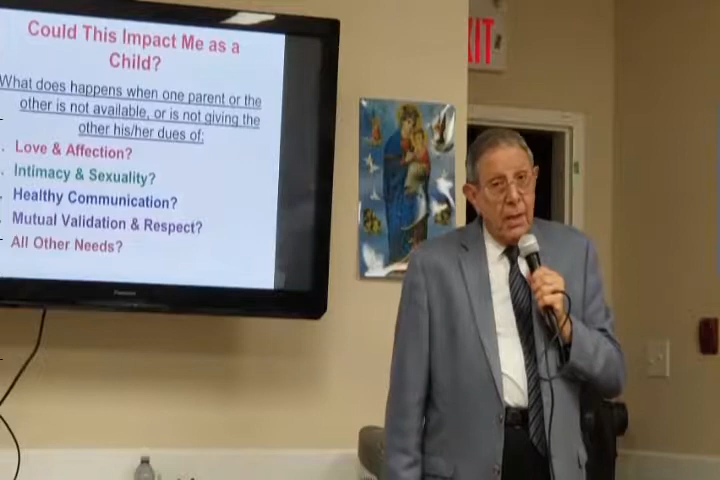 Could This Impact Me as a
Child?
What does happens when one parent or the
other is not available, or is not giving the
other his/her dues of;
. Love & Affection?
. Intimacy & Sexuality?
. Healthy Communication?
. Mutual Validation & Respect?
. All Other Needs?
Panasonic
XIT